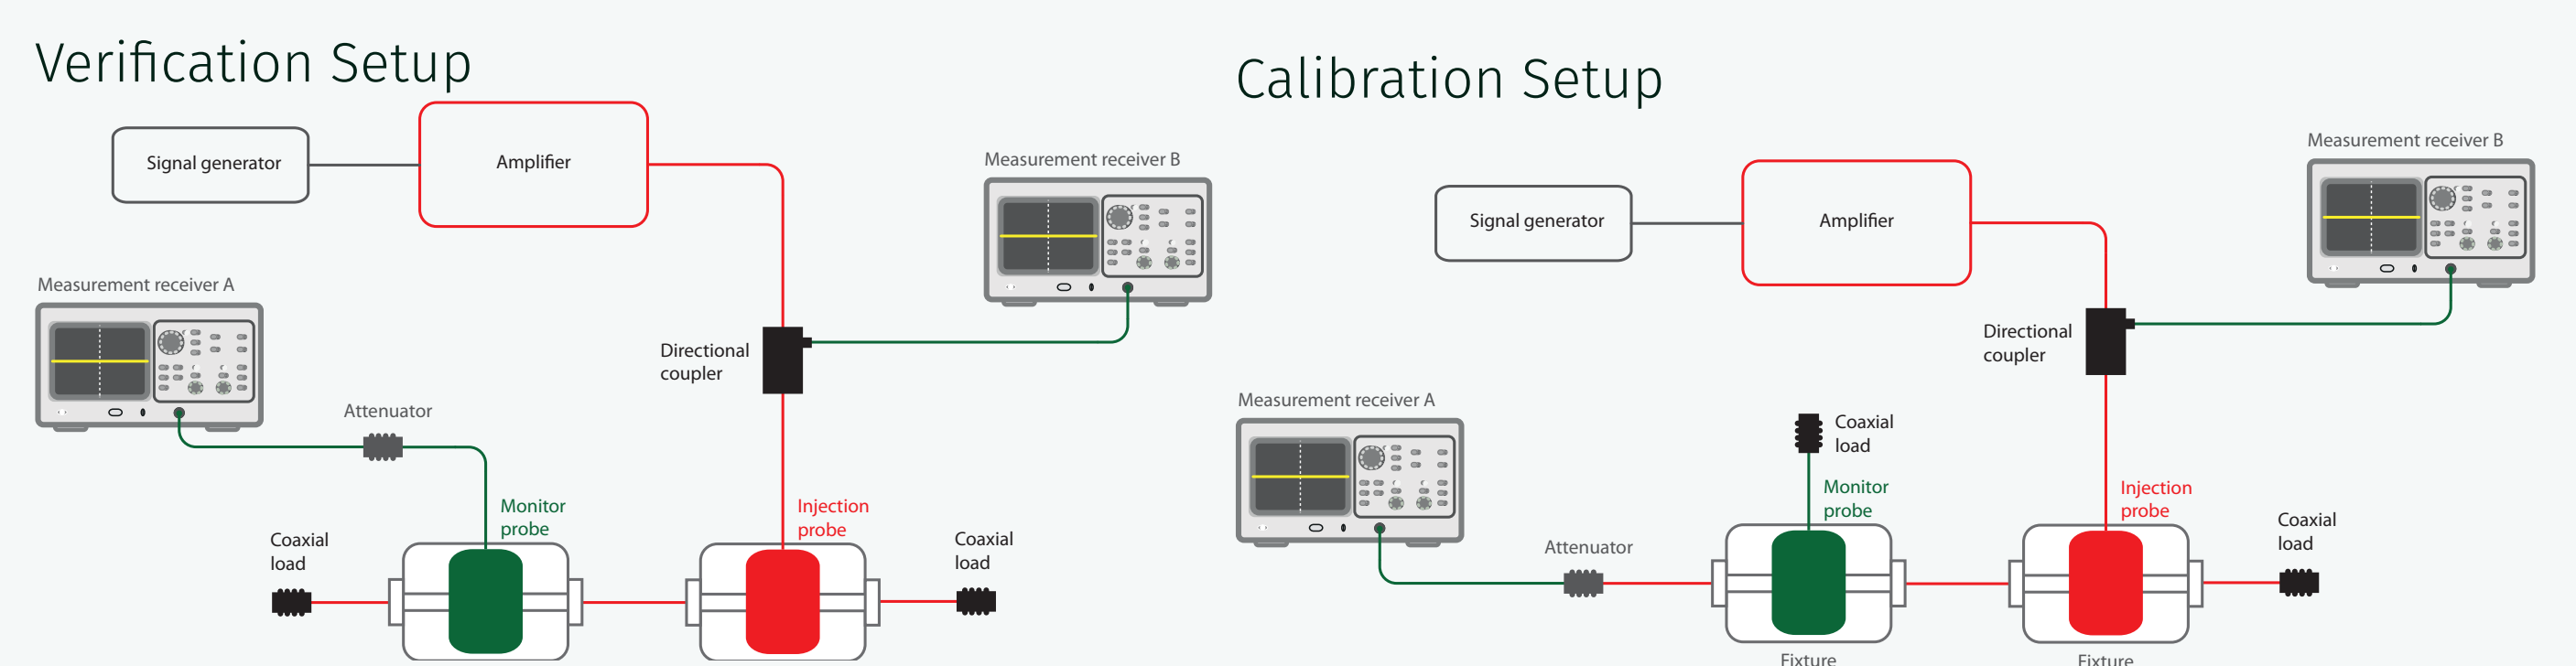 Verification Setup
Signal generator
Amplifier
Measurement receiver B
Measurement receiver A
Directional
coupler
Attenuator
Monitor
probe
Injection
probe
Coaxial
load
Coaxial
load
Calibration Setup
Measurement receiver B
Signal generator
Amplifier
Directional
coupler
Measurement receiver A
Coaxial
load
Monitor
probe
Injection
probe
Coaxial
load
Attenuator
Fixture
Fixture